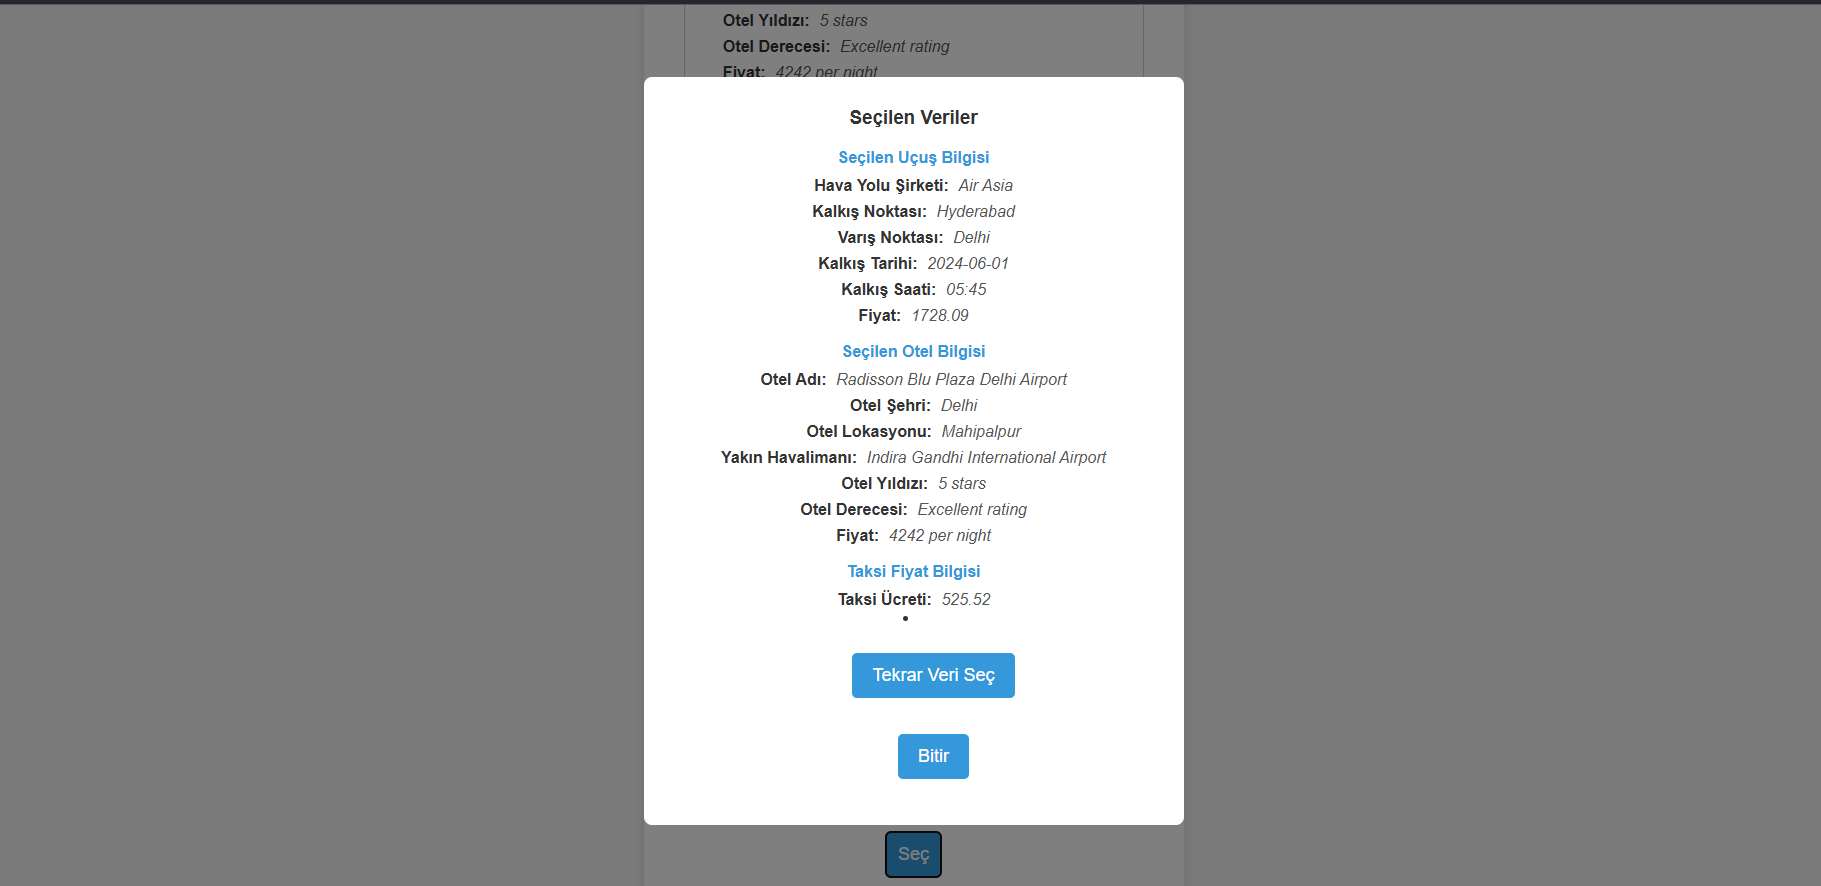 Otel Yıldızı: 5 stars
Otel Derecesi: Excellent rating
Fiyat: 4242 per night
Seçilen Veriler
Seçilen Uçuş Bilgisi
Hava Yolu Şirketi: Air Asia
Kalkış Noktası: Hyderabad
Varış Noktası: Delhi
Kalkış Tarihi: 2024-06-01
Kalkış Saati: 05:45
Fiyat: 1728.09
Seçilen Otel Bilgisi
Otel Adı: Radisson Blu Plaza Delhi Airport
Otel Şehri: Delhi
Otel Lokasyonu: Mahipalpur
Yakın Havalimanı: Indira Gandhi International Airport
Otel Yıldızı: 5 stars
Otel Derecesi: Excellent rating
Fiyat: 4242 per night
Taksi Fiyat Bilgisi
Taksi Ücreti: 525.52
•
Tekrar Veri Seç
Bitir
Seç